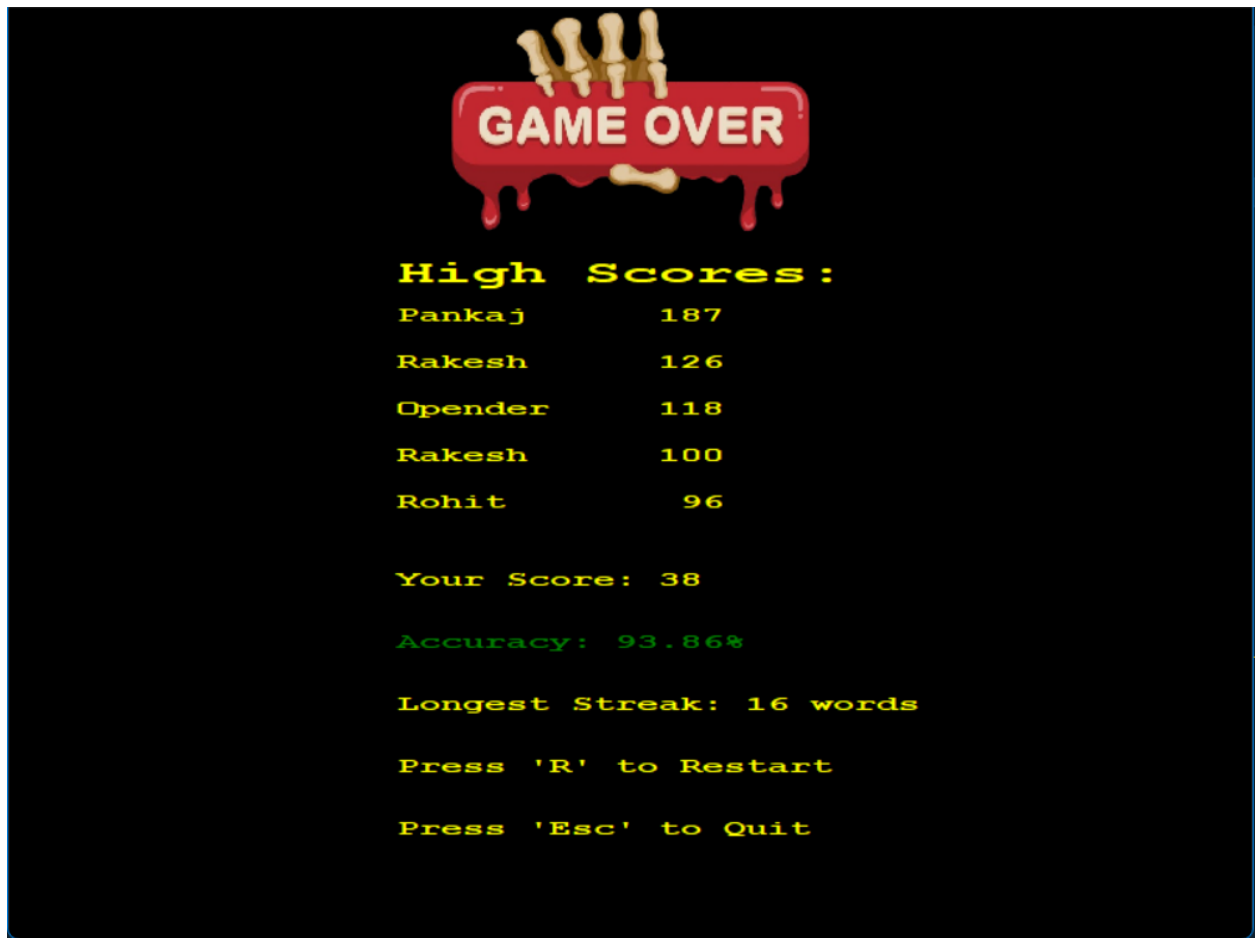 GAME OVER
High Scores:
Pankaj 187
Rakesh 126
Opender 118
Rakesh 100
Rohit 96
Your Score: 38
Accuracy: 93.86%
Longest Streak: 16 words
Press 'R' to Restart
Press 'Esc' to Quit